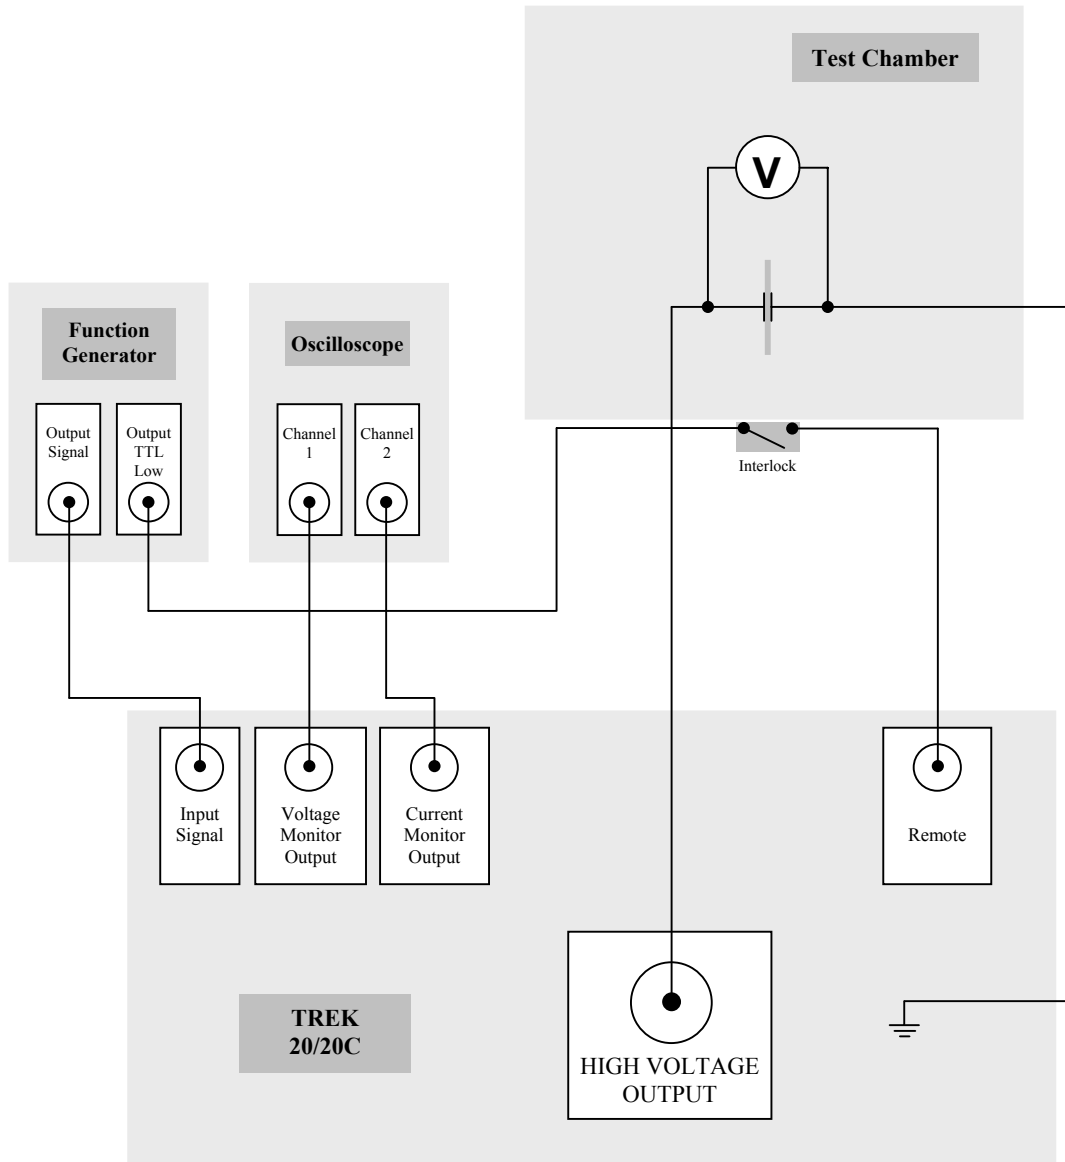 Test Chamber
V
Function
Generator
Oscilloscope
Output
Signal
Output
TTL
Low
Channel
1
Channel
2
Interlock
Input
Signal
Voltage
Monitor
Output
Current
Monitor
Output
Remote
TREK
20/20C
HIGH VOLTAGE
OUTPUT